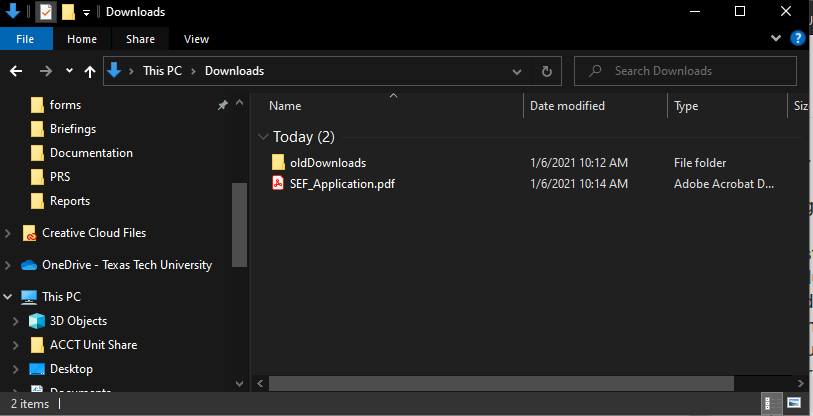 Downloads
File Home Share View
This PC > Downloads
Search Downloads
forms
Briefings
Documentation
PRS
Reports
Creative Cloud Files
OneDrive - Texas Tech University
This PC
3D Objects
ACCT Unit Share
Desktop
Documents
Name Date modified Type Siz
Today (2)
oldDownloads 1/6/2021 10:12 AM File folder
SEF_Application.pdf 1/6/2021 10:14 AM Adobe Acrobat D...
2 items